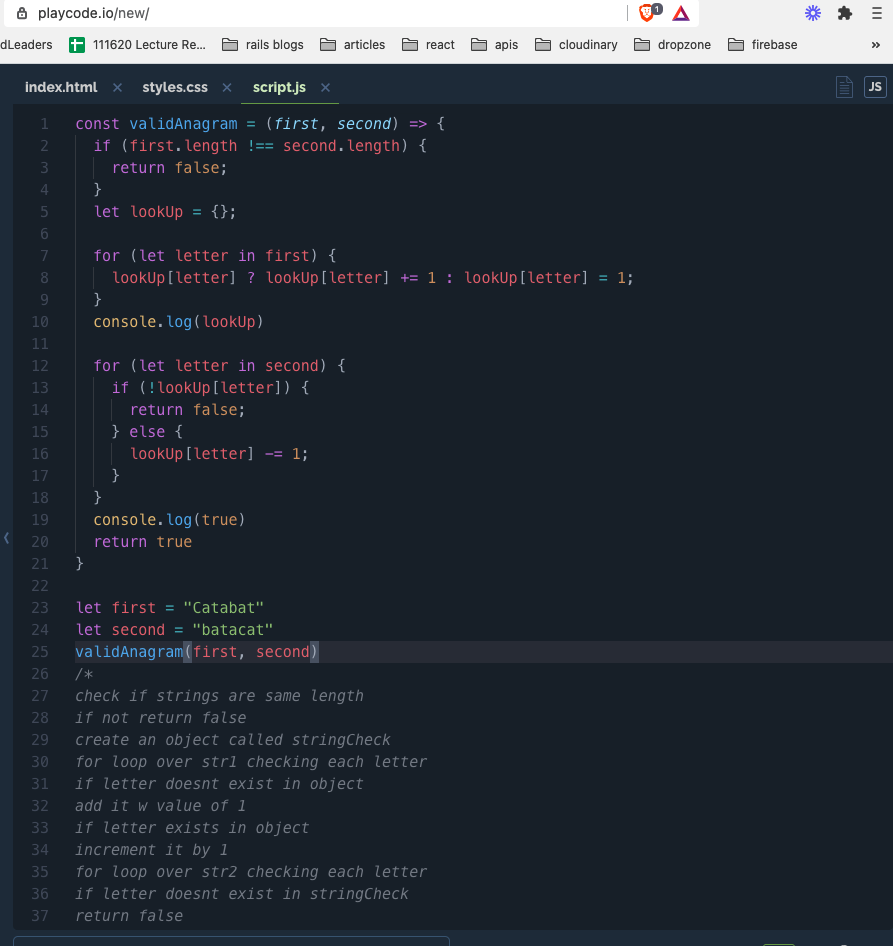 playcode.io/new/
1
dLeaders 111620 Lecture Re... rails blogs articles react apis cloudinary dropzone firebase »
index.html × styles.css × script.js × JS
1 const validAnagram = (first, second) => {
2 if (first.length !== second.length) {
3 return false;
4 }
5 let lookUp = {};
6
7 for (let letter in first) {
8 lookUp[letter] ? lookUp[letter] += 1 : lookUp[letter] = 1;
9 }
10 console.log(lookUp)
11
12 for (let letter in second) {
13 if (!lookUp[letter]) {
14 return false;
15 } else {
16 lookUp[letter] -= 1;
17 }
18 }
19 console.log(true)
20 return true
21 }
22
23 let first = "Catabat"
24 let second = "batacat"
25 validAnagram(first, second)
26 /*
27 check if strings are same length
28 if not return false
29 create an object called stringCheck
30 for loop over str1 checking each letter
31 if letter doesnt exist in object
32 add it w value of 1
33 if letter exists in object
34 increment it by 1
35 for loop over str2 checking each letter
36 if letter doesnt exist in stringCheck
37 return false